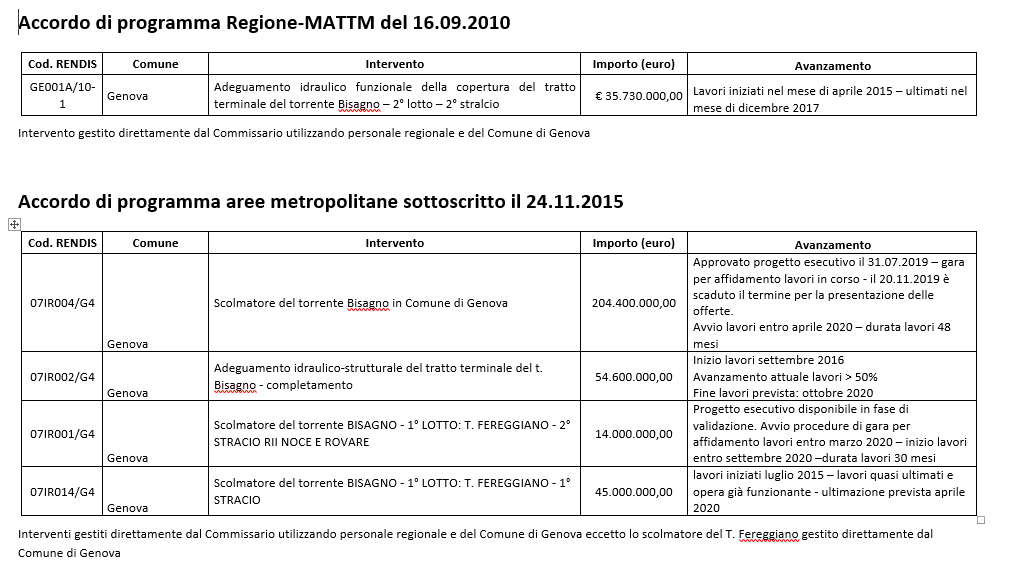 Accordo di programma Regione-MATTM del 16.09.2010
Cod. RENDIS Comune Intervento Importo (euro) Avanzamento
GE001A/10-
1
Genova
Adeguamento idraulico funzionale della copertura del tratto
terminale del torrente Bisagno – 2° lotto – 2° stralcio
€ 35.730.000,00
Lavori iniziati nel mese di aprile 2015 – ultimati nel
mese di dicembre 2017
Intervento gestito direttamente dal Commissario utilizzando personale regionale e del Comune di Genova
Accordo di programma aree metropolitane sottoscritto il 24.11.2015
Cod. RENDIS Comune Intervento Importo (euro) Avanzamento
07IR004/G4
Genova
Scolmatore del torrente Bisagno in Comune di Genova
204.400.000,00
Approvato progetto esecutivo il 31.07.2019 – gara
per affidamento lavori in corso - il 20.11.2019 è
scaduto il termine per la presentazione delle
offerte.
Avvio lavori entro aprile 2020 – durata lavori 48
mesi
07IR002/G4
Genova
Adeguamento idraulico-strutturale del tratto terminale del t.
Bisagno - completamento
54.600.000,00
Inizio lavori settembre 2016
Avanzamento attuale lavori > 50%
Fine lavori prevista: ottobre 2020
07IR001/G4
Genova
Scolmatore del torrente BISAGNO - 1° LOTTO: T. FEREGGIANO - 2°
STRACIO RII NOCE E ROVARE
14.000.000,00
Progetto esecutivo disponibile in fase di
validazione. Avvio procedure di gara per
affidamento lavori entro marzo 2020 – inizio lavori
entro settembre 2020 –durata lavori 30 mesi
07IR014/G4
Genova
Scolmatore del torrente BISAGNO - 1° LOTTO: T. FEREGGIANO - 1°
STRACIO
45.000.000,00
lavori iniziati luglio 2015 – lavori quasi ultimati e
opera già funzionante - ultimazione prevista aprile
2020
Interventi gestiti direttamente dal Commissario utilizzando personale regionale e del Comune di Genova eccetto lo scolmatore del T. Fereggiano gestito direttamente dal
Comune di Genova